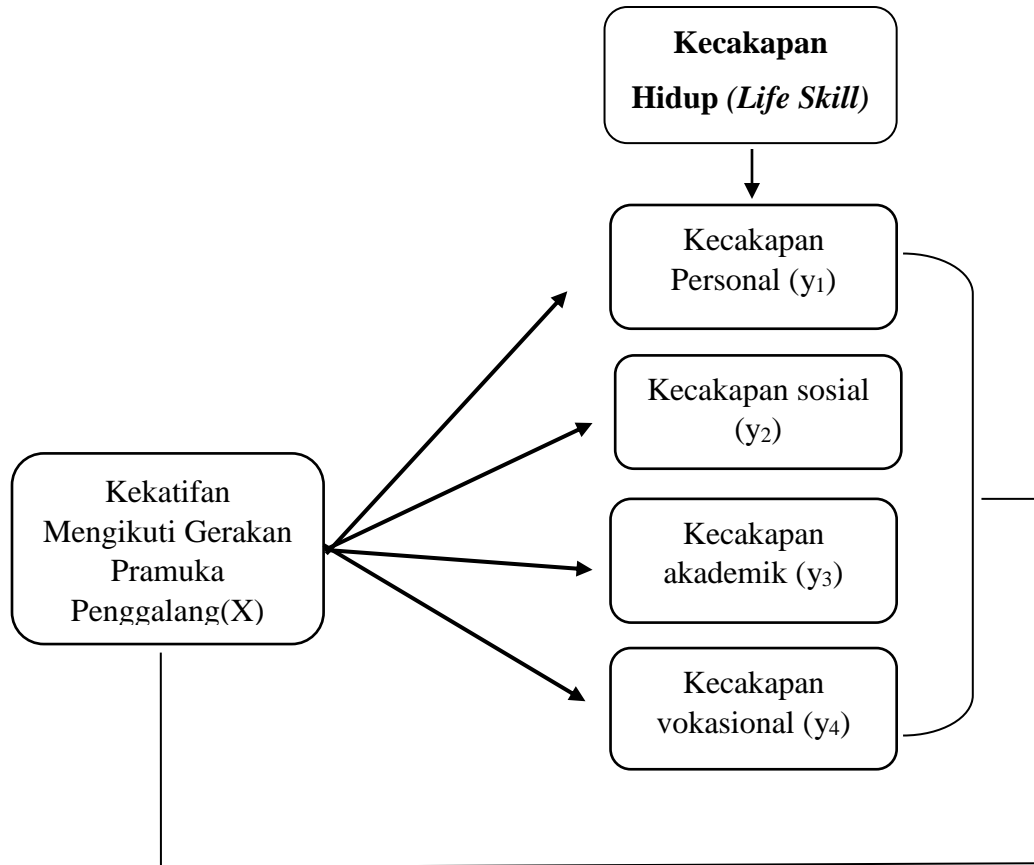 Kecakapan
Hidup (Life Skill)
Kecakapan
Personal (y₁)
Kecakapan sosial
(y₂)
Kekatifan
Mengikuti Gerakan
Pramuka
Penggalang(X)
Kecakapan
akademik (y₃)
Kecakapan
vokasional (y₄)